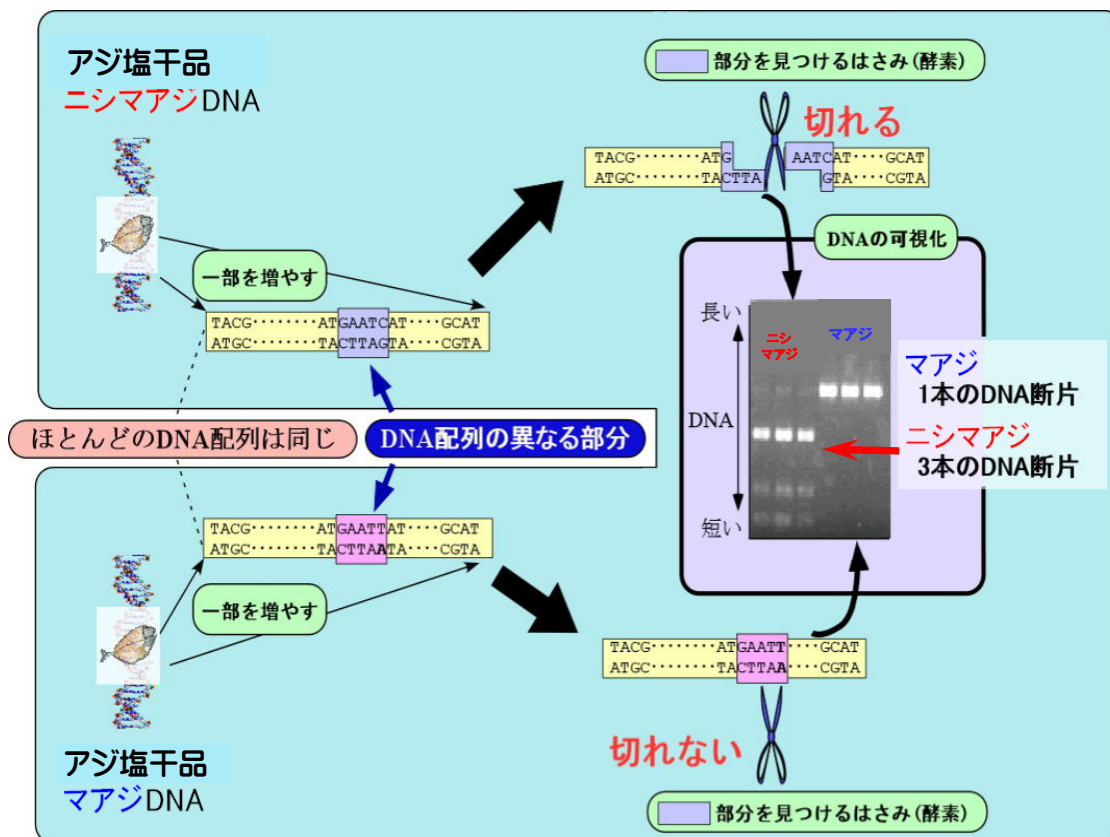 アジ塩干品
ニシマアジDNA
部分を見つけるはさみ(酵素)
切れる
TACG········ATG
AATCAT····GCAT
ATGC········TACTTA
GTA····CGTA
一部を増やす
TACG········ATGAATCAT····GCAT
ATGC········TACTTAGTA····CGTA
DNAの可視化
長い
DNA
短い
ニシ
マアジ
マアジ
マアジ
1本のDNA断片
ニシマアジ
3本のDNA断片
ほとんどのDNA配列は同じ
DNA配列の異なる部分
TACG········ATGAATTAT····GCAT
ATGC········TACTTAATA····CGTA
一部を増やす
アジ塩干品
マアジDNA
TACG········ATGAATT····GCAT
ATGC········TACTTAA····CGTA
切れない
部分を見つけるはさみ(酵素)